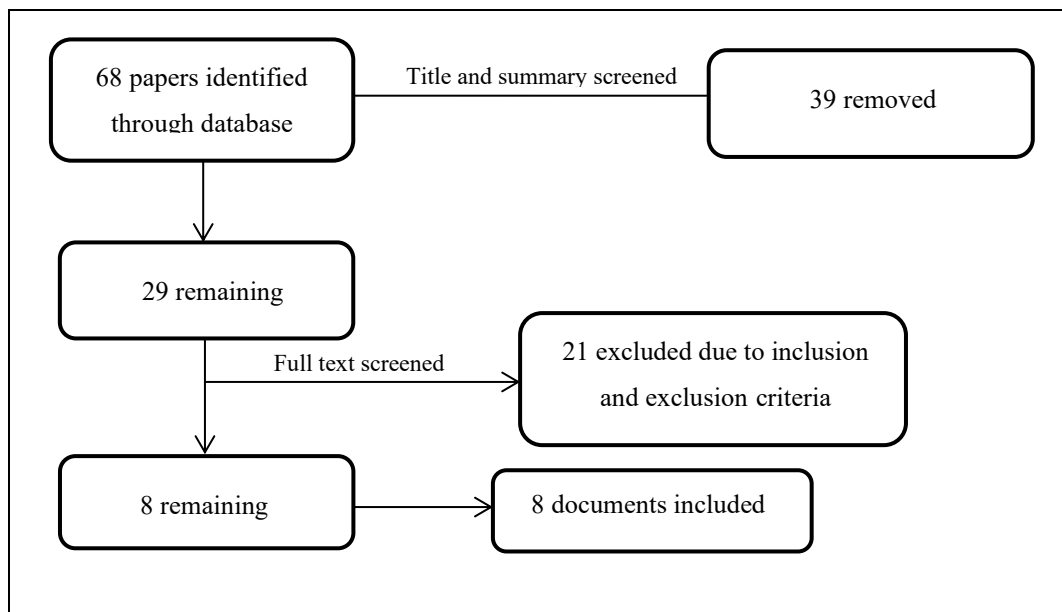 68 papers identified
through database
Title and summary screened
39 removed
29 remaining
Full text screened
21 excluded due to inclusion
and exclusion criteria
8 remaining
8 documents included